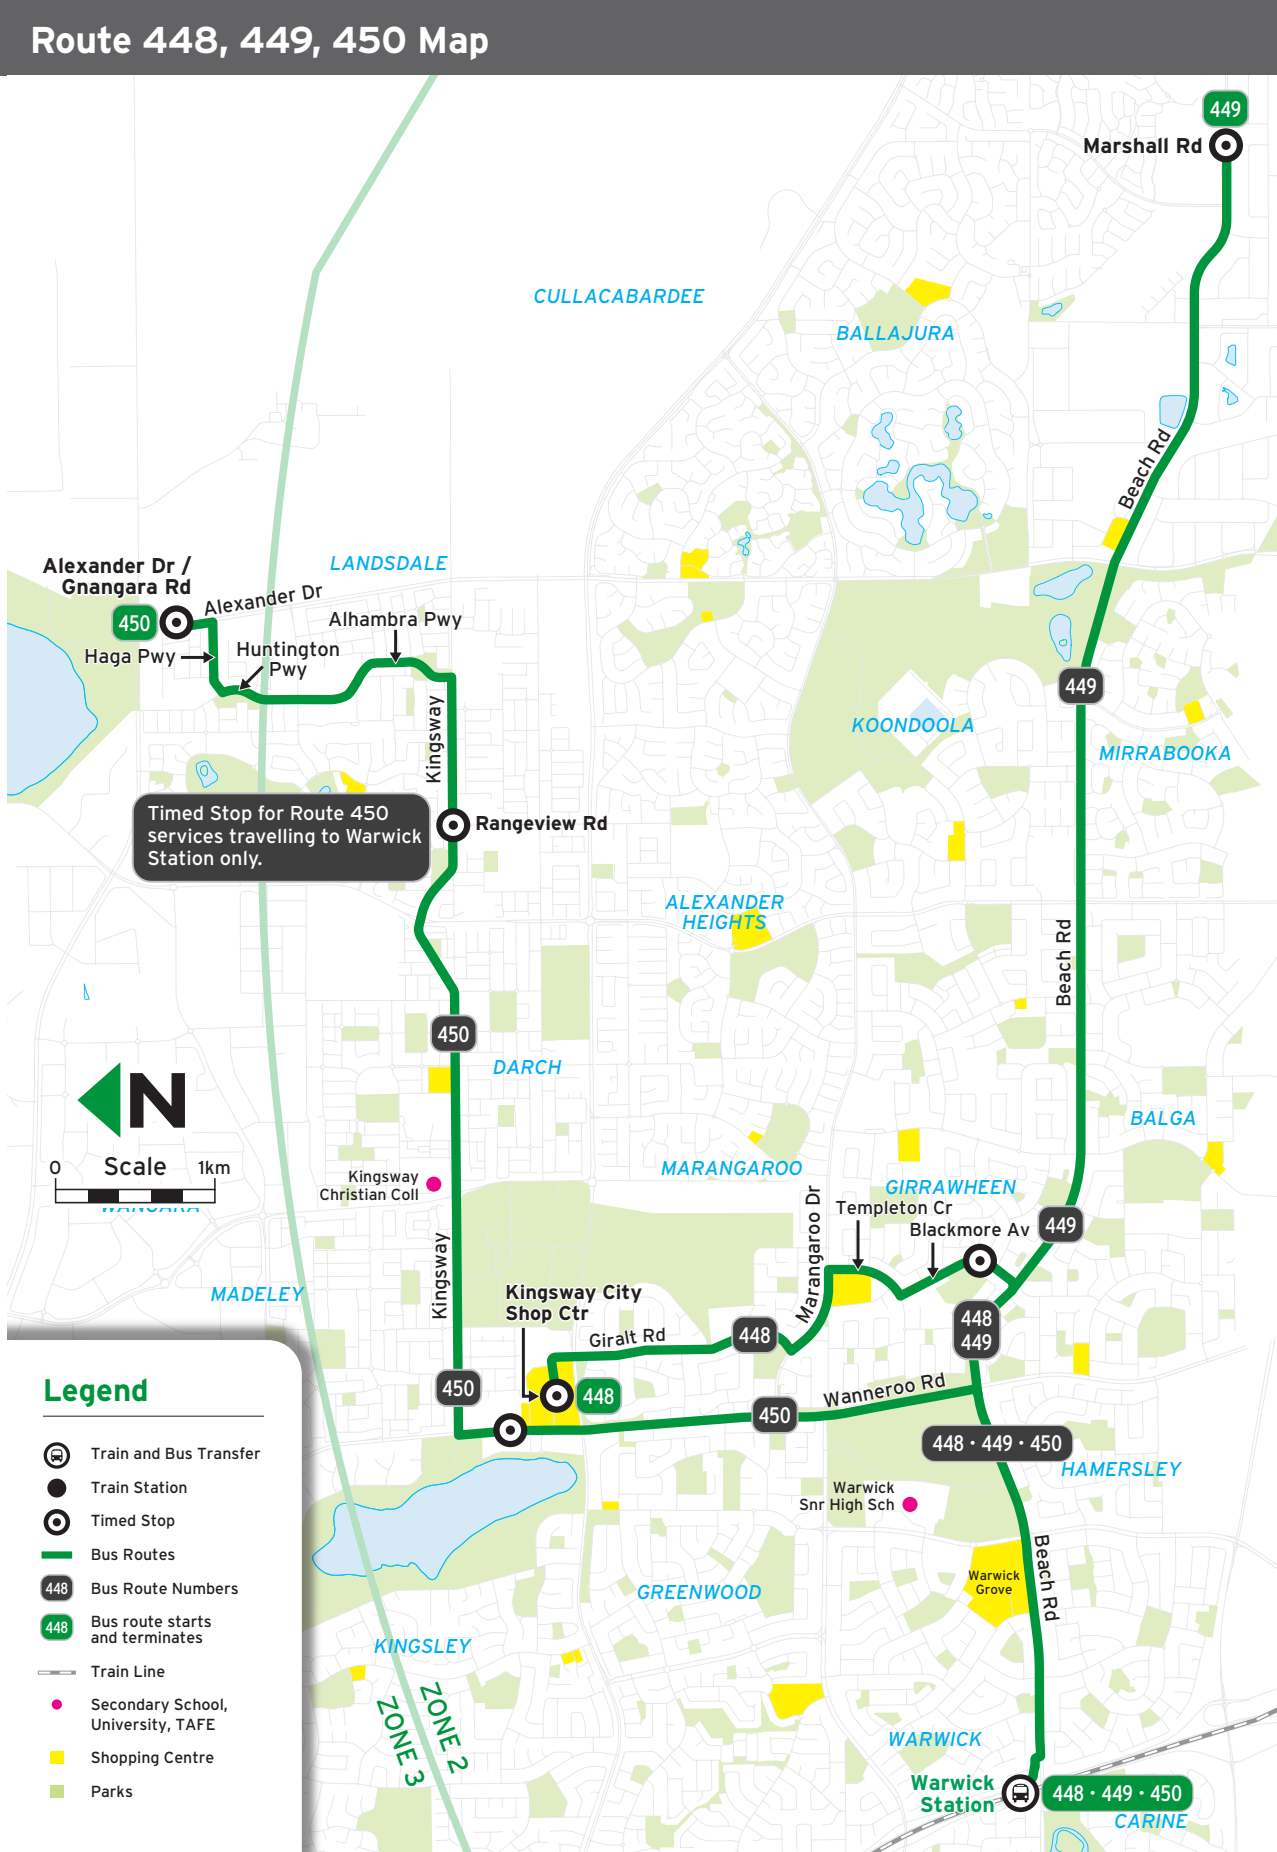 Route 448, 449, 450 Map
449
Marshall Rd
CULLACABARDEE
BALLAJURA
Beach Rd
Alexander Dr /
Gnangara Rd
LANDSDALE
450
Alexander Dr
Alhambra Pwy
Haga Pwy
Huntington
Pwy
449
Kingsway
KOONDOOLA
MIRRABOOKA
Timed Stop for Route 450
services travelling to Warwick
Station only.
Rangeview Rd
ALEXANDER
HEIGHTS
Beach Rd
450
DARCH
N
0 Scale 1km
WANGARA
BALGA
MARANGAROO
Kingsway
Christian Coll
GIRRAWHEEN
Templeton Cr
Blackmore Av
449
Marangaroo Dr
Kingsway
MADELEY
Kingsway City
Shop Ctr
Giralt Rd
448
448
449
450
448
Wanneroo Rd
450
448 • 449 • 450
HAMERSLEY
Warwick
Snr High Sch
Beach Rd
Warwick
Grove
GREENWOOD
KINGSLEY
ZONE 2
ZONE 3
WARWICK
Warwick
Station
448 • 449 • 450
CARINE
Legend
Train and Bus Transfer
Train Station
Timed Stop
Bus Routes
448 Bus Route Numbers
448 Bus route starts
and terminates
Train Line
Secondary School,
University, TAFE
Shopping Centre
Parks